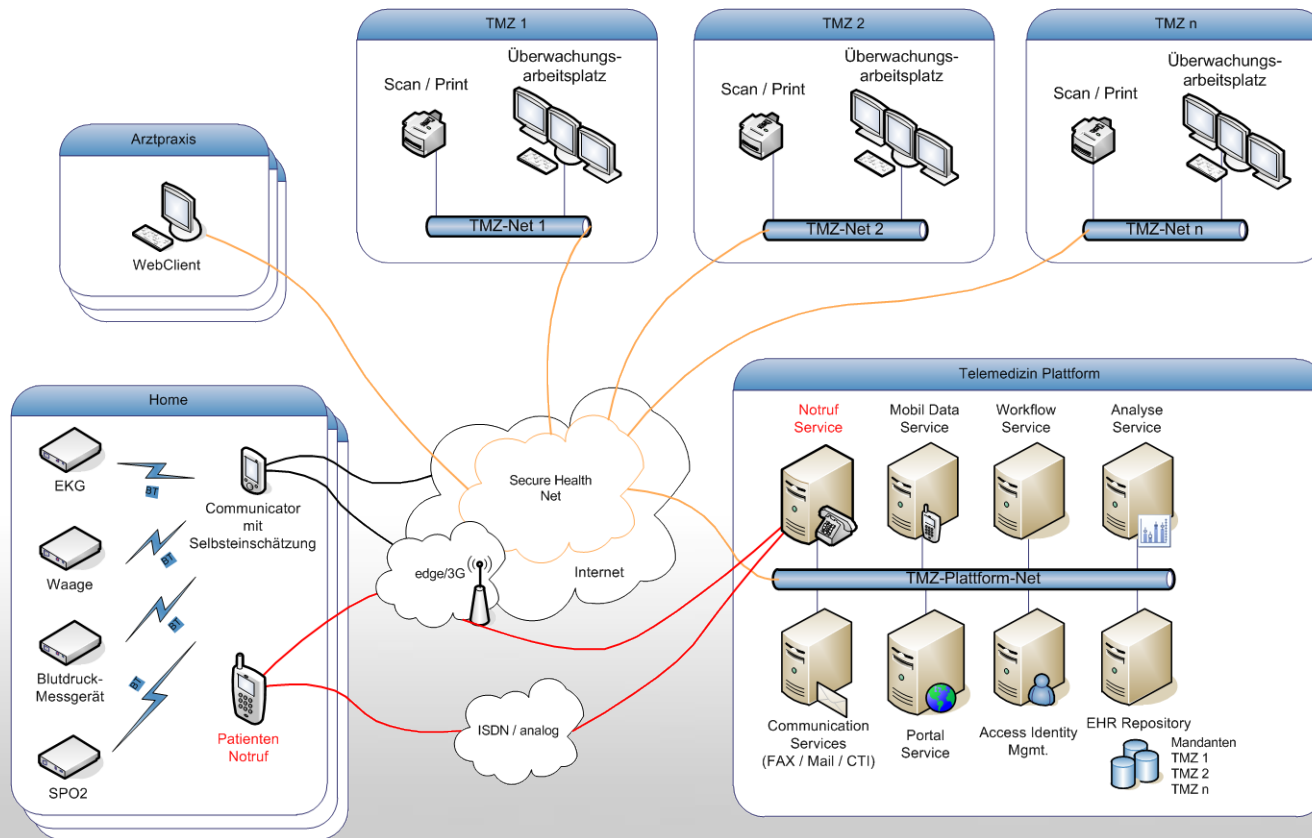 TMZ 1
Scan / Print
Überwachungs-
arbeitsplatz
TMZ-Net 1
TMZ 2
Scan / Print
Überwachungs-
arbeitsplatz
TMZ-Net 2
TMZ n
Scan / Print
Überwachungs-
arbeitsplatz
TMZ-Net n
Arztpraxis
WebClient
Home
EKG
BT
Communicator mit
Selbsteinschätzung
Waage
BT
BT
Blutdruck-
Messgerät
BT
Patienten
Notruf
SPO2
Secure Health
Net
Internet
edge/3G
ISDN / analog
Telemedizin Plattform
Notruf
Service
Mobil Data
Service
Workflow
Service
Analyse
Service
TMZ-Plattform-Net
Communication
Services
(FAX / Mail / CTI)
Portal
Service
Access Identity
Mgmt.
EHR Repository
Mandanten
TMZ 1
TMZ 2
TMZ n